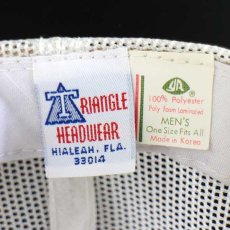 TRIANGLE
HEADWEAR
HIALEAH, FLA.
33014
100% Polyester
Poly Foam Laminated
MEN'S
One Size Fits All
Made in Korea